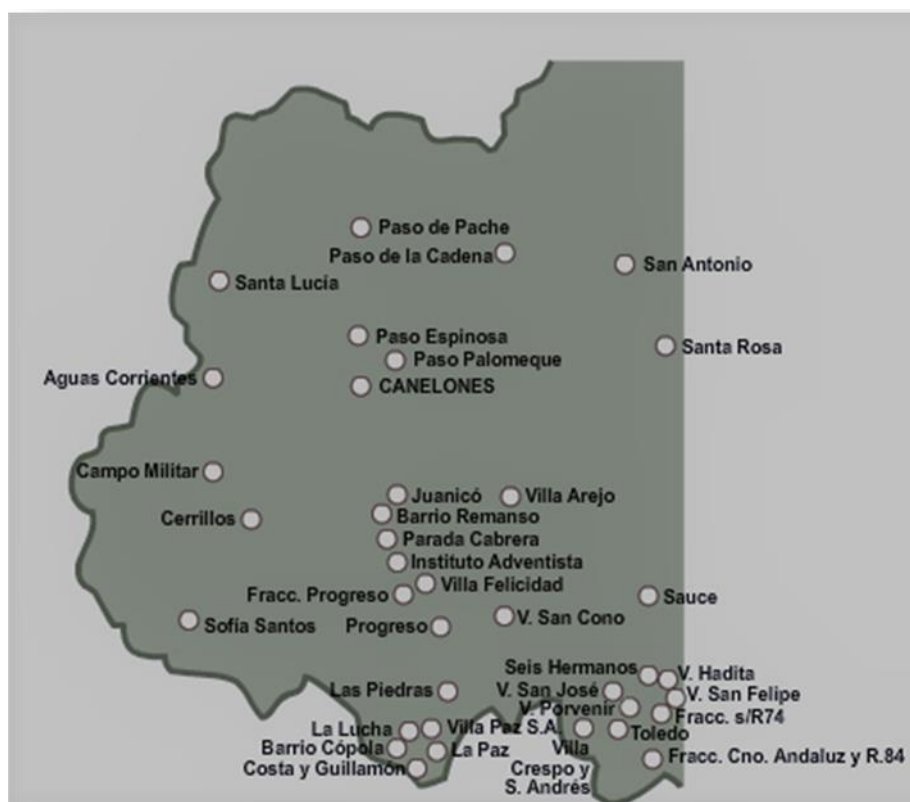 Paso de Pache
Paso de la Cadena
San Antonio
Santa Lucía
Paso Espinosa
Santa Rosa
Paso Palomeque
Aguas Corrientes
CANELONES
Campo Militar
Juanicó
Villa Arejo
Cerrillos
Barrio Remanso
Parada Cabrera
Instituto Adventista
Villa Felicidad
Fracc. Progreso
Sauce
Sofía Santos
Progreso
V. San Cono
Seis Hermanos
V. Hadita
Las Piedras
V. San José
V. San Felipe
V. Porvenir
Fracc. s/R74
La Lucha
Villa Paz S.A.
Toledo
Barrio Cópola
La Paz
Villa
Crespo y
S. Andrés
Costa y Guillamón
Fracc. Cno. Andaluz y R.84